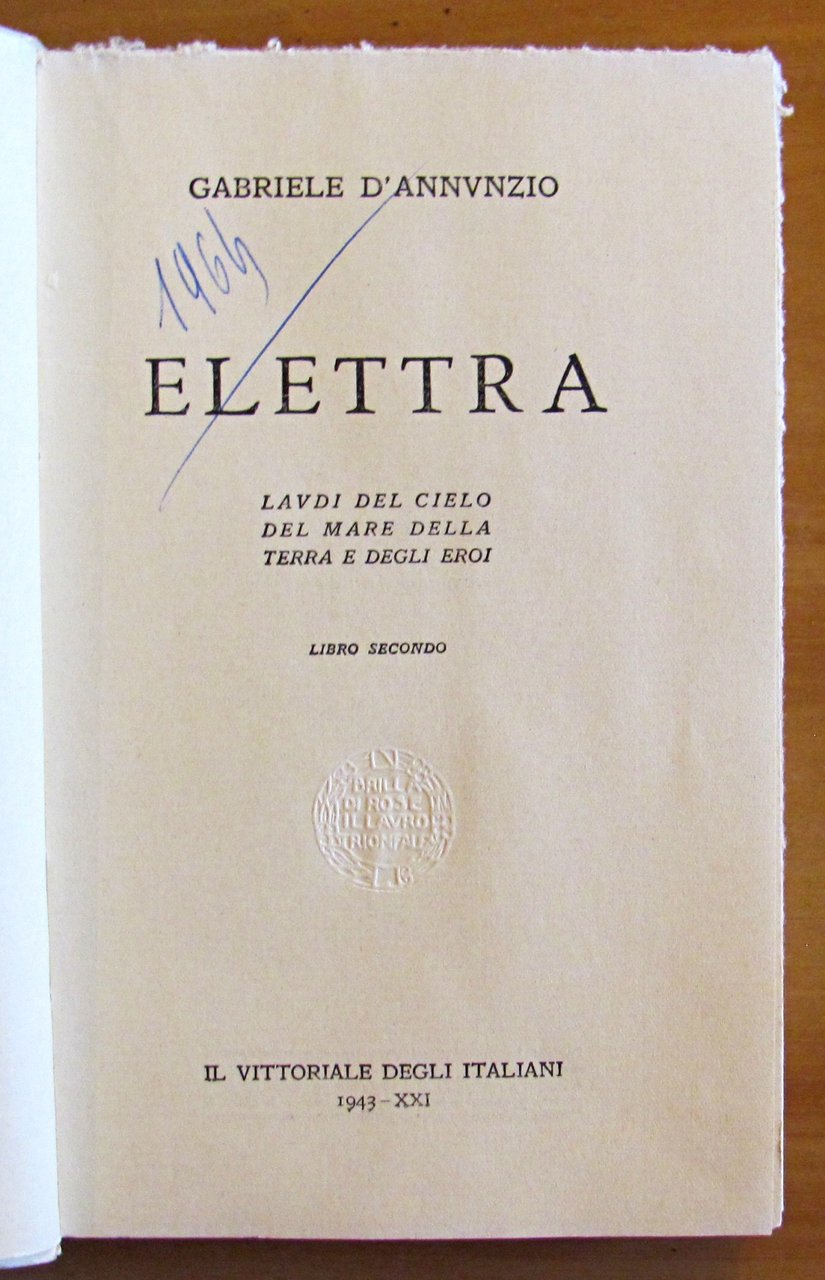 GABRIELE D'ANNVNZIO
1964
ELETTRA
LAVDI DEL CIELO
DEL MARE DELLA
TERRA E DEGLI EROI
LIBRO SECONDO
BRILLA
DI ROSE
IL LAVRO
TRIONFALE
IL VITTORIALE DEGLI ITALIANI
1943-XXI